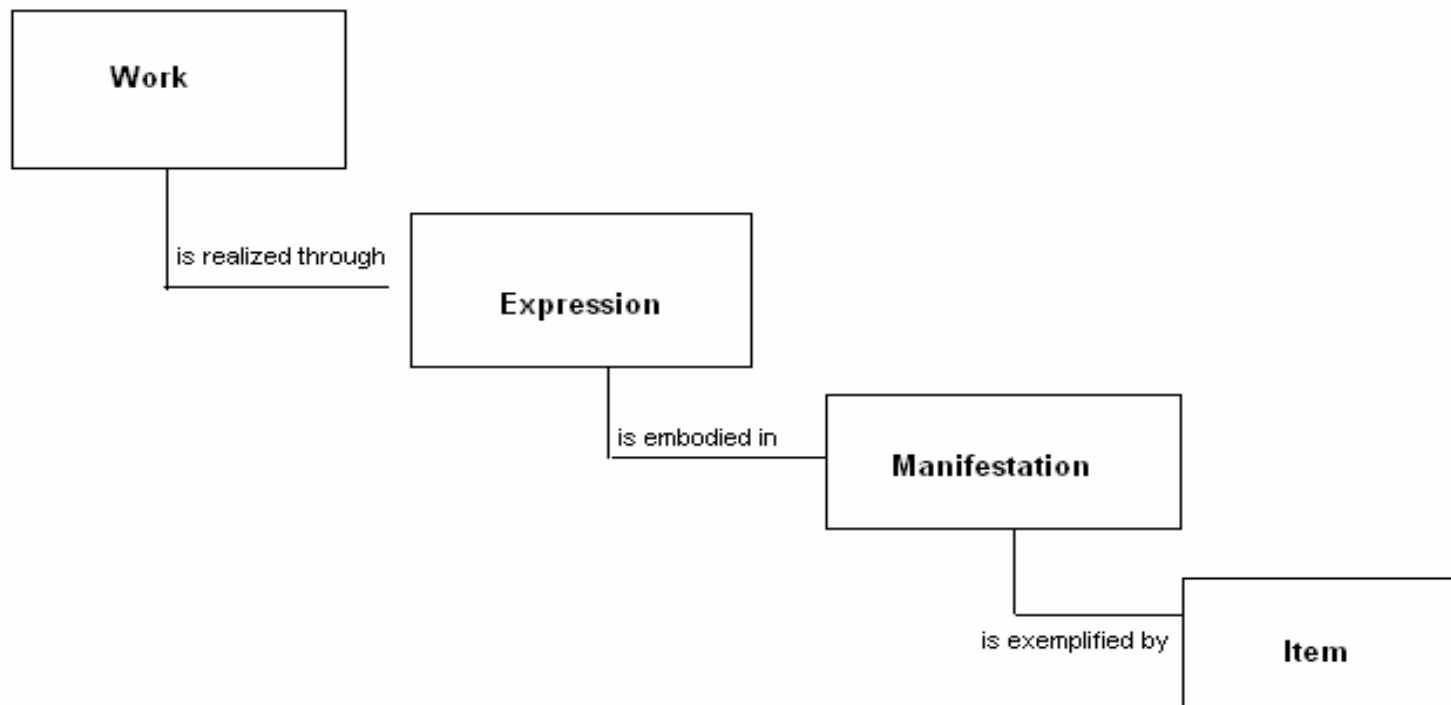 Work
is realized through
Expression
is embodied in
Manifestation
is exemplified by
Item